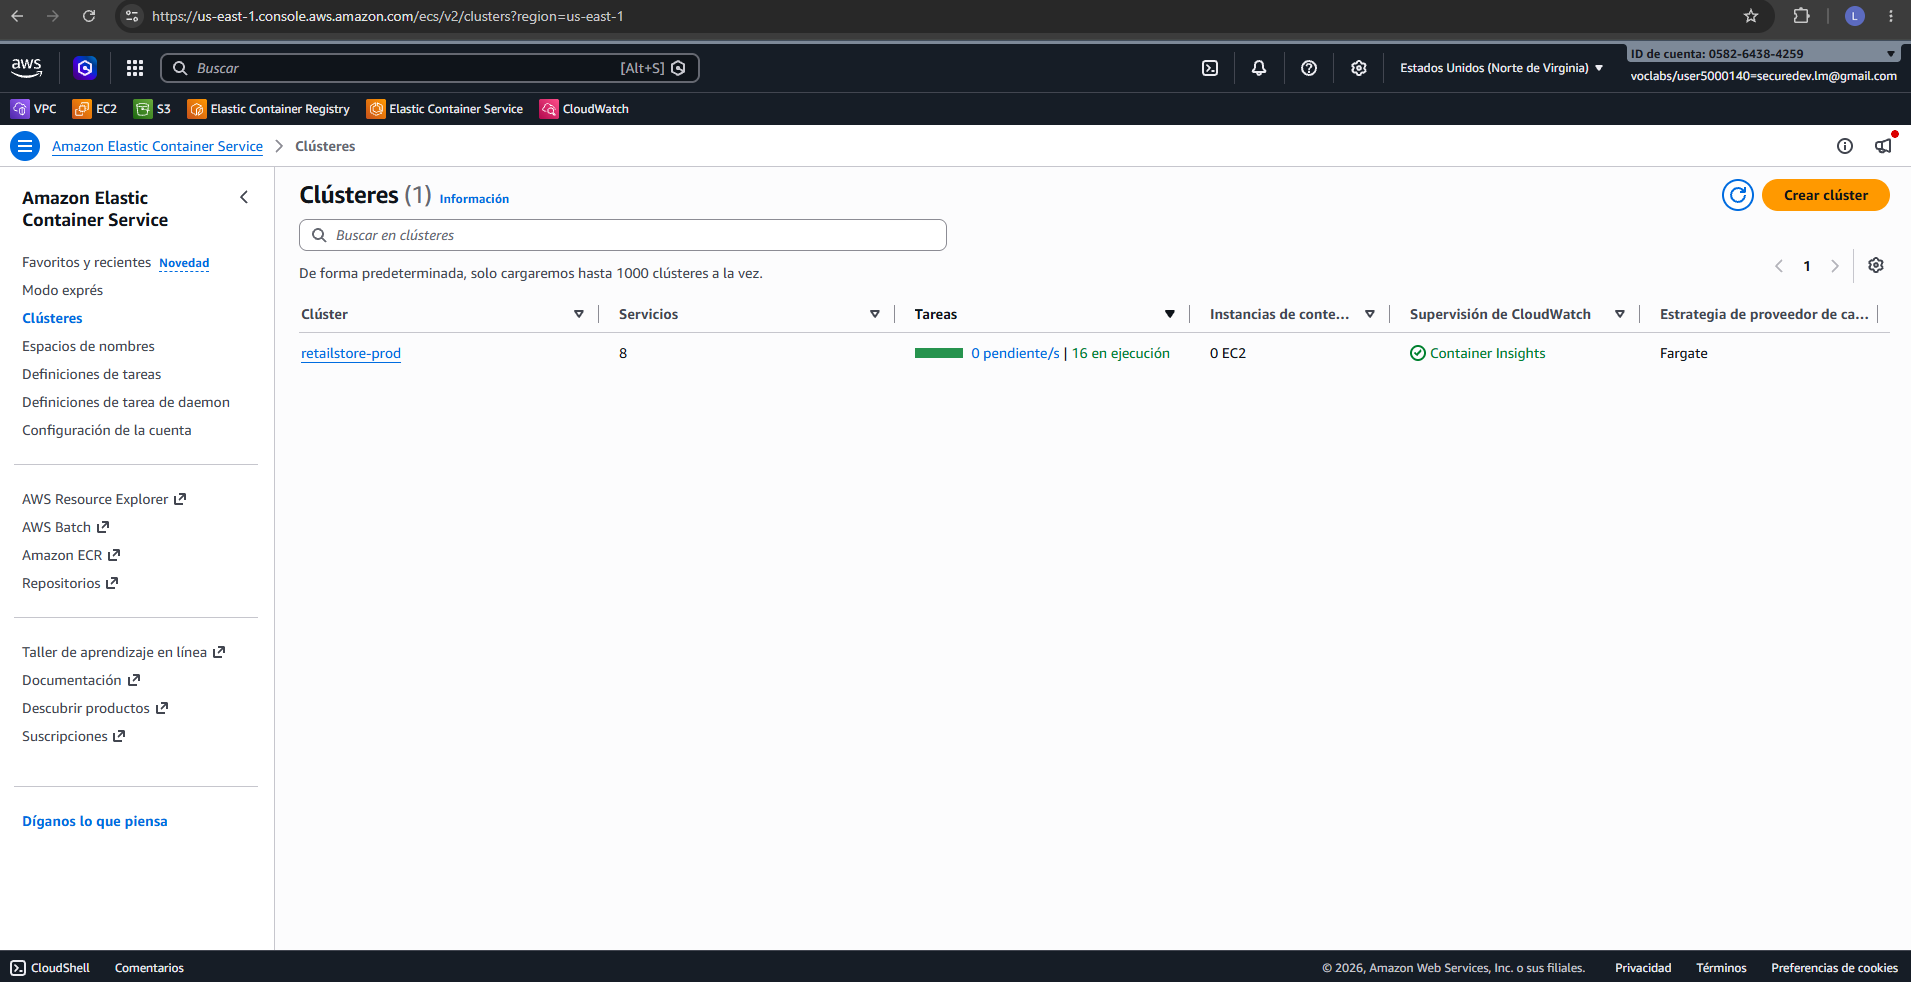 https://us-east-1.console.aws.amazon.com/ecs/v2/clusters?region=us-east-1
L
aws
Buscar
[Alt+S]
Estados Unidos (Norte de Virginia)
ID de cuenta: 0582-6438-4259
voclabs/user5000140=securedev.lm@gmail.com
VPC
EC2
S3
Elastic Container Registry
Elastic Container Service
CloudWatch
Amazon Elastic Container Service
Clústeres
Amazon Elastic
Container Service
Favoritos y recientes Novedad
Modo exprés
Clústeres
Espacios de nombres
Definiciones de tareas
Definiciones de tarea de daemon
Configuración de la cuenta
AWS Resource Explorer
AWS Batch
Amazon ECR
Repositorios
Taller de aprendizaje en línea
Documentación
Descubrir productos
Suscripciones
Díganos lo que piensa
Clústeres (1) Información
Crear clúster
Buscar en clústeres
De forma predeterminada, solo cargaremos hasta 1000 clústeres a la vez.
1
Clúster Servicios Tareas Instancias de conte... Supervisión de CloudWatch Estrategia de proveedor de ca...
retailstore-prod 8 0 pendiente/s | 16 en ejecución 0 EC2 Container Insights Fargate
CloudShell
Comentarios
© 2026, Amazon Web Services, Inc. o sus filiales.
Privacidad
Términos
Preferencias de cookies